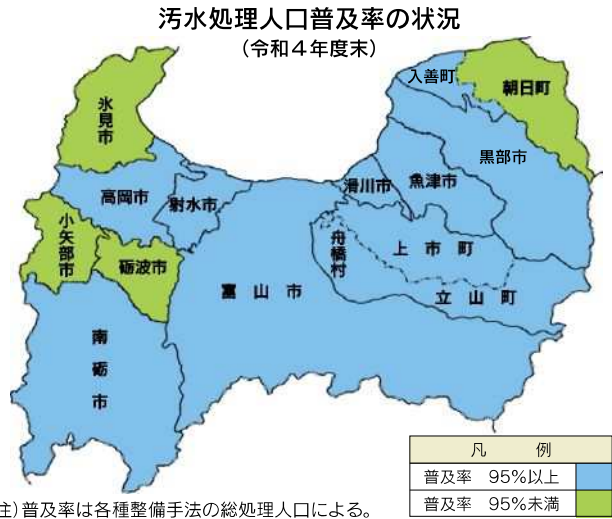 汚水処理人口普及率の状況
(令和４年度末)
入善町
朝日町
氷見市
黒部市
魚津市
滑川市
高岡市
射水市
小矢部市
砺波市
舟橋村
上市町
富山市
立山町
南砺市
凡例
普及率 95%以上
普及率 95%未満
注)普及率は各種整備手法の総処理人口による。